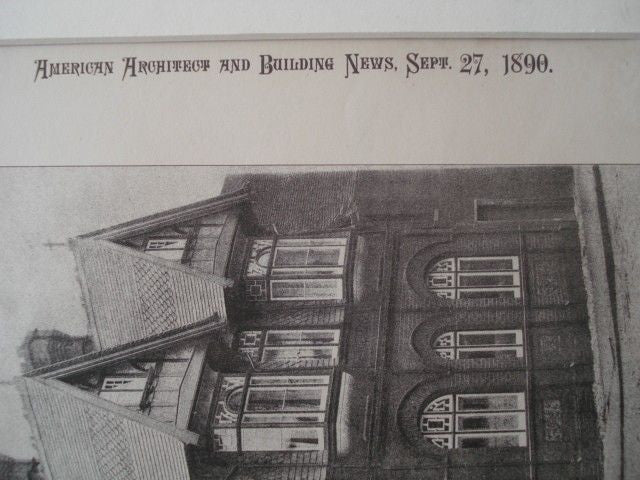 American Architect and Building News, Sept. 27, 1890.